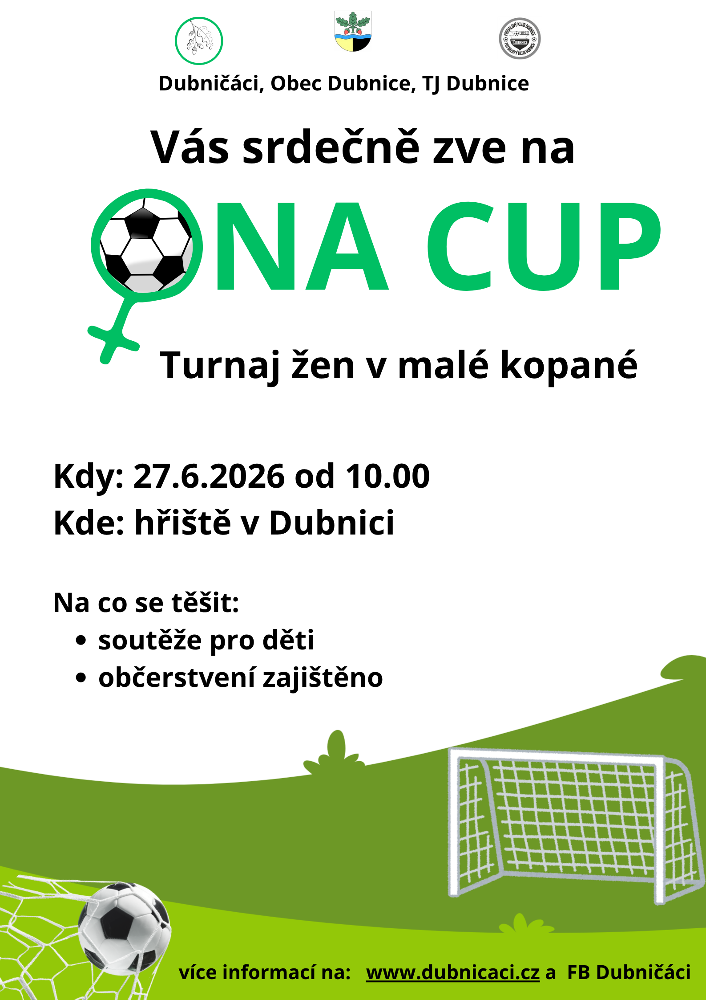 FOTBALOVÝ KLUB DUBNICE
1947
TJ DUBNICE
FOTBALOVÝ KLUB DUBNICE
Dubničáci, Obec Dubnice, TJ Dubnice
Vás srdečně zve na
ONA CUP
Turnaj žen v malé kopané
Kdy: 27.6.2026 od 10.00
Kde: hřiště v Dubnici
Na co se těšit:
• soutěže pro děti
• občerstvení zajištěno
více informací na: www.dubnicaci.cz a FB Dubničáci